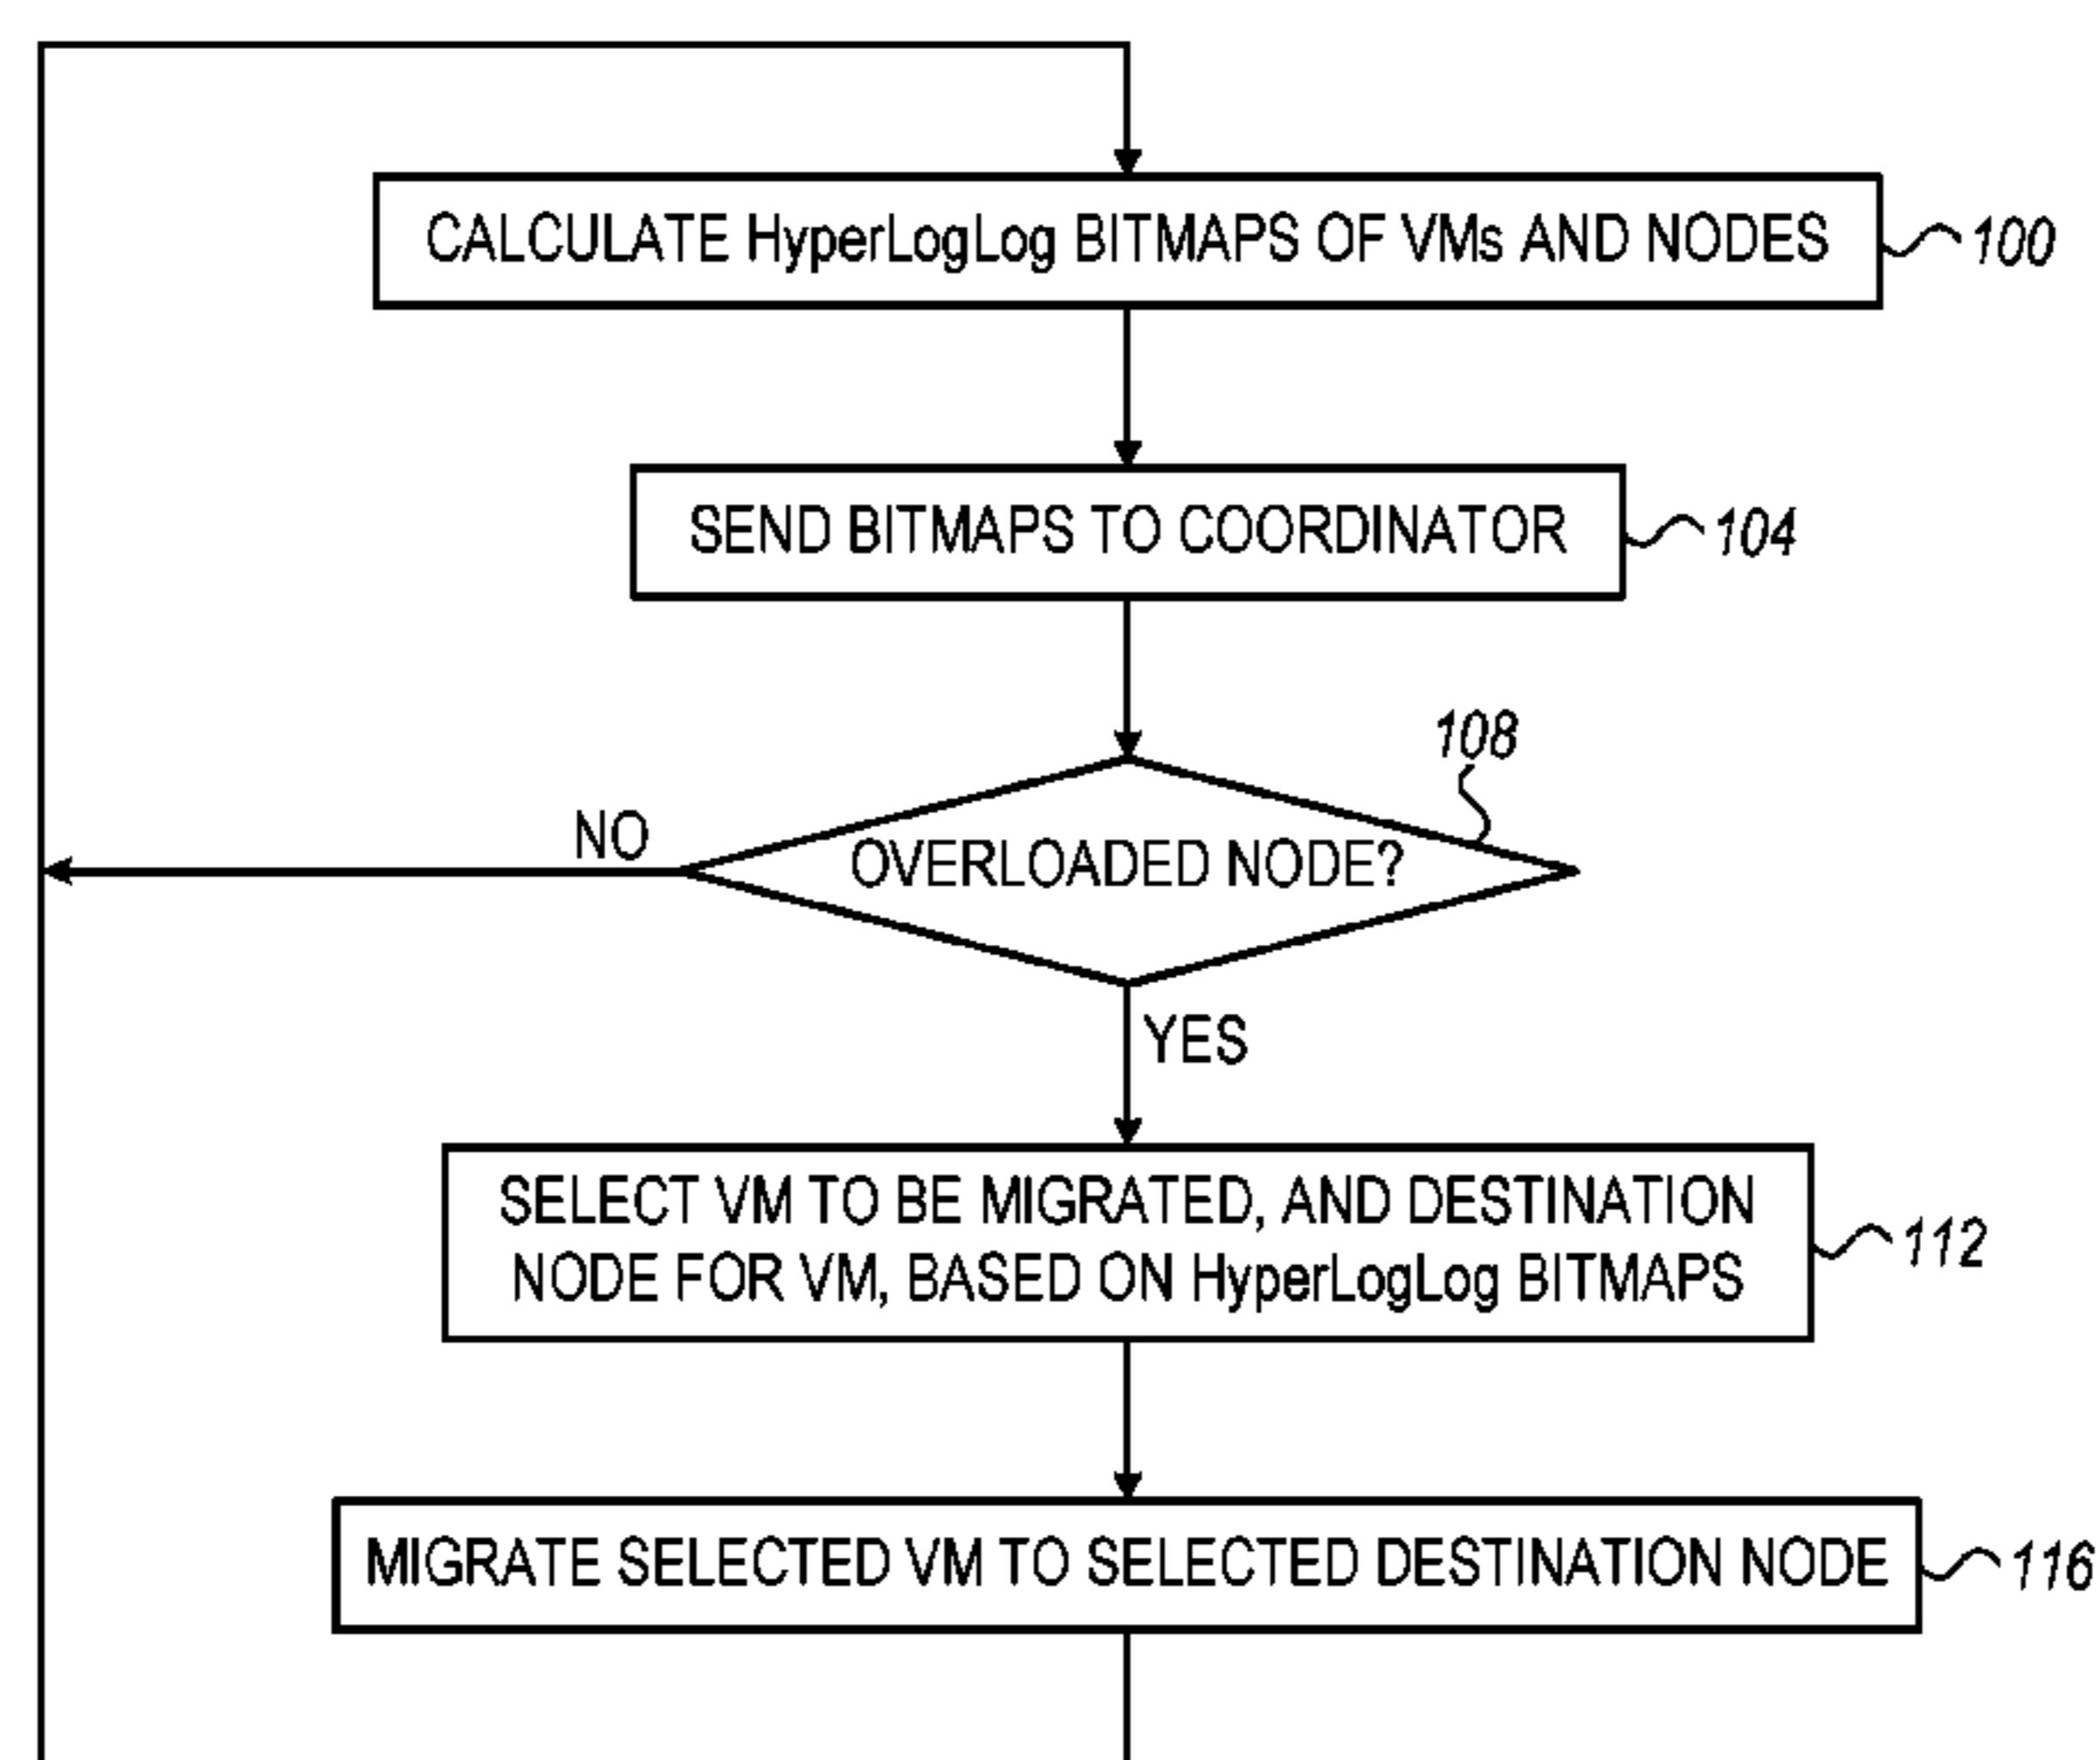 CALCULATE HyperLogLog BITMAPS OF VMs AND NODES
100
SEND BITMAPS TO COORDINATOR
104
108
OVERLOADED NODE?
NO
YES
SELECT VM TO BE MIGRATED, AND DESTINATION
NODE FOR VM, BASED ON HyperLogLog BITMAPS
112
MIGRATE SELECTED VM TO SELECTED DESTINATION NODE
116